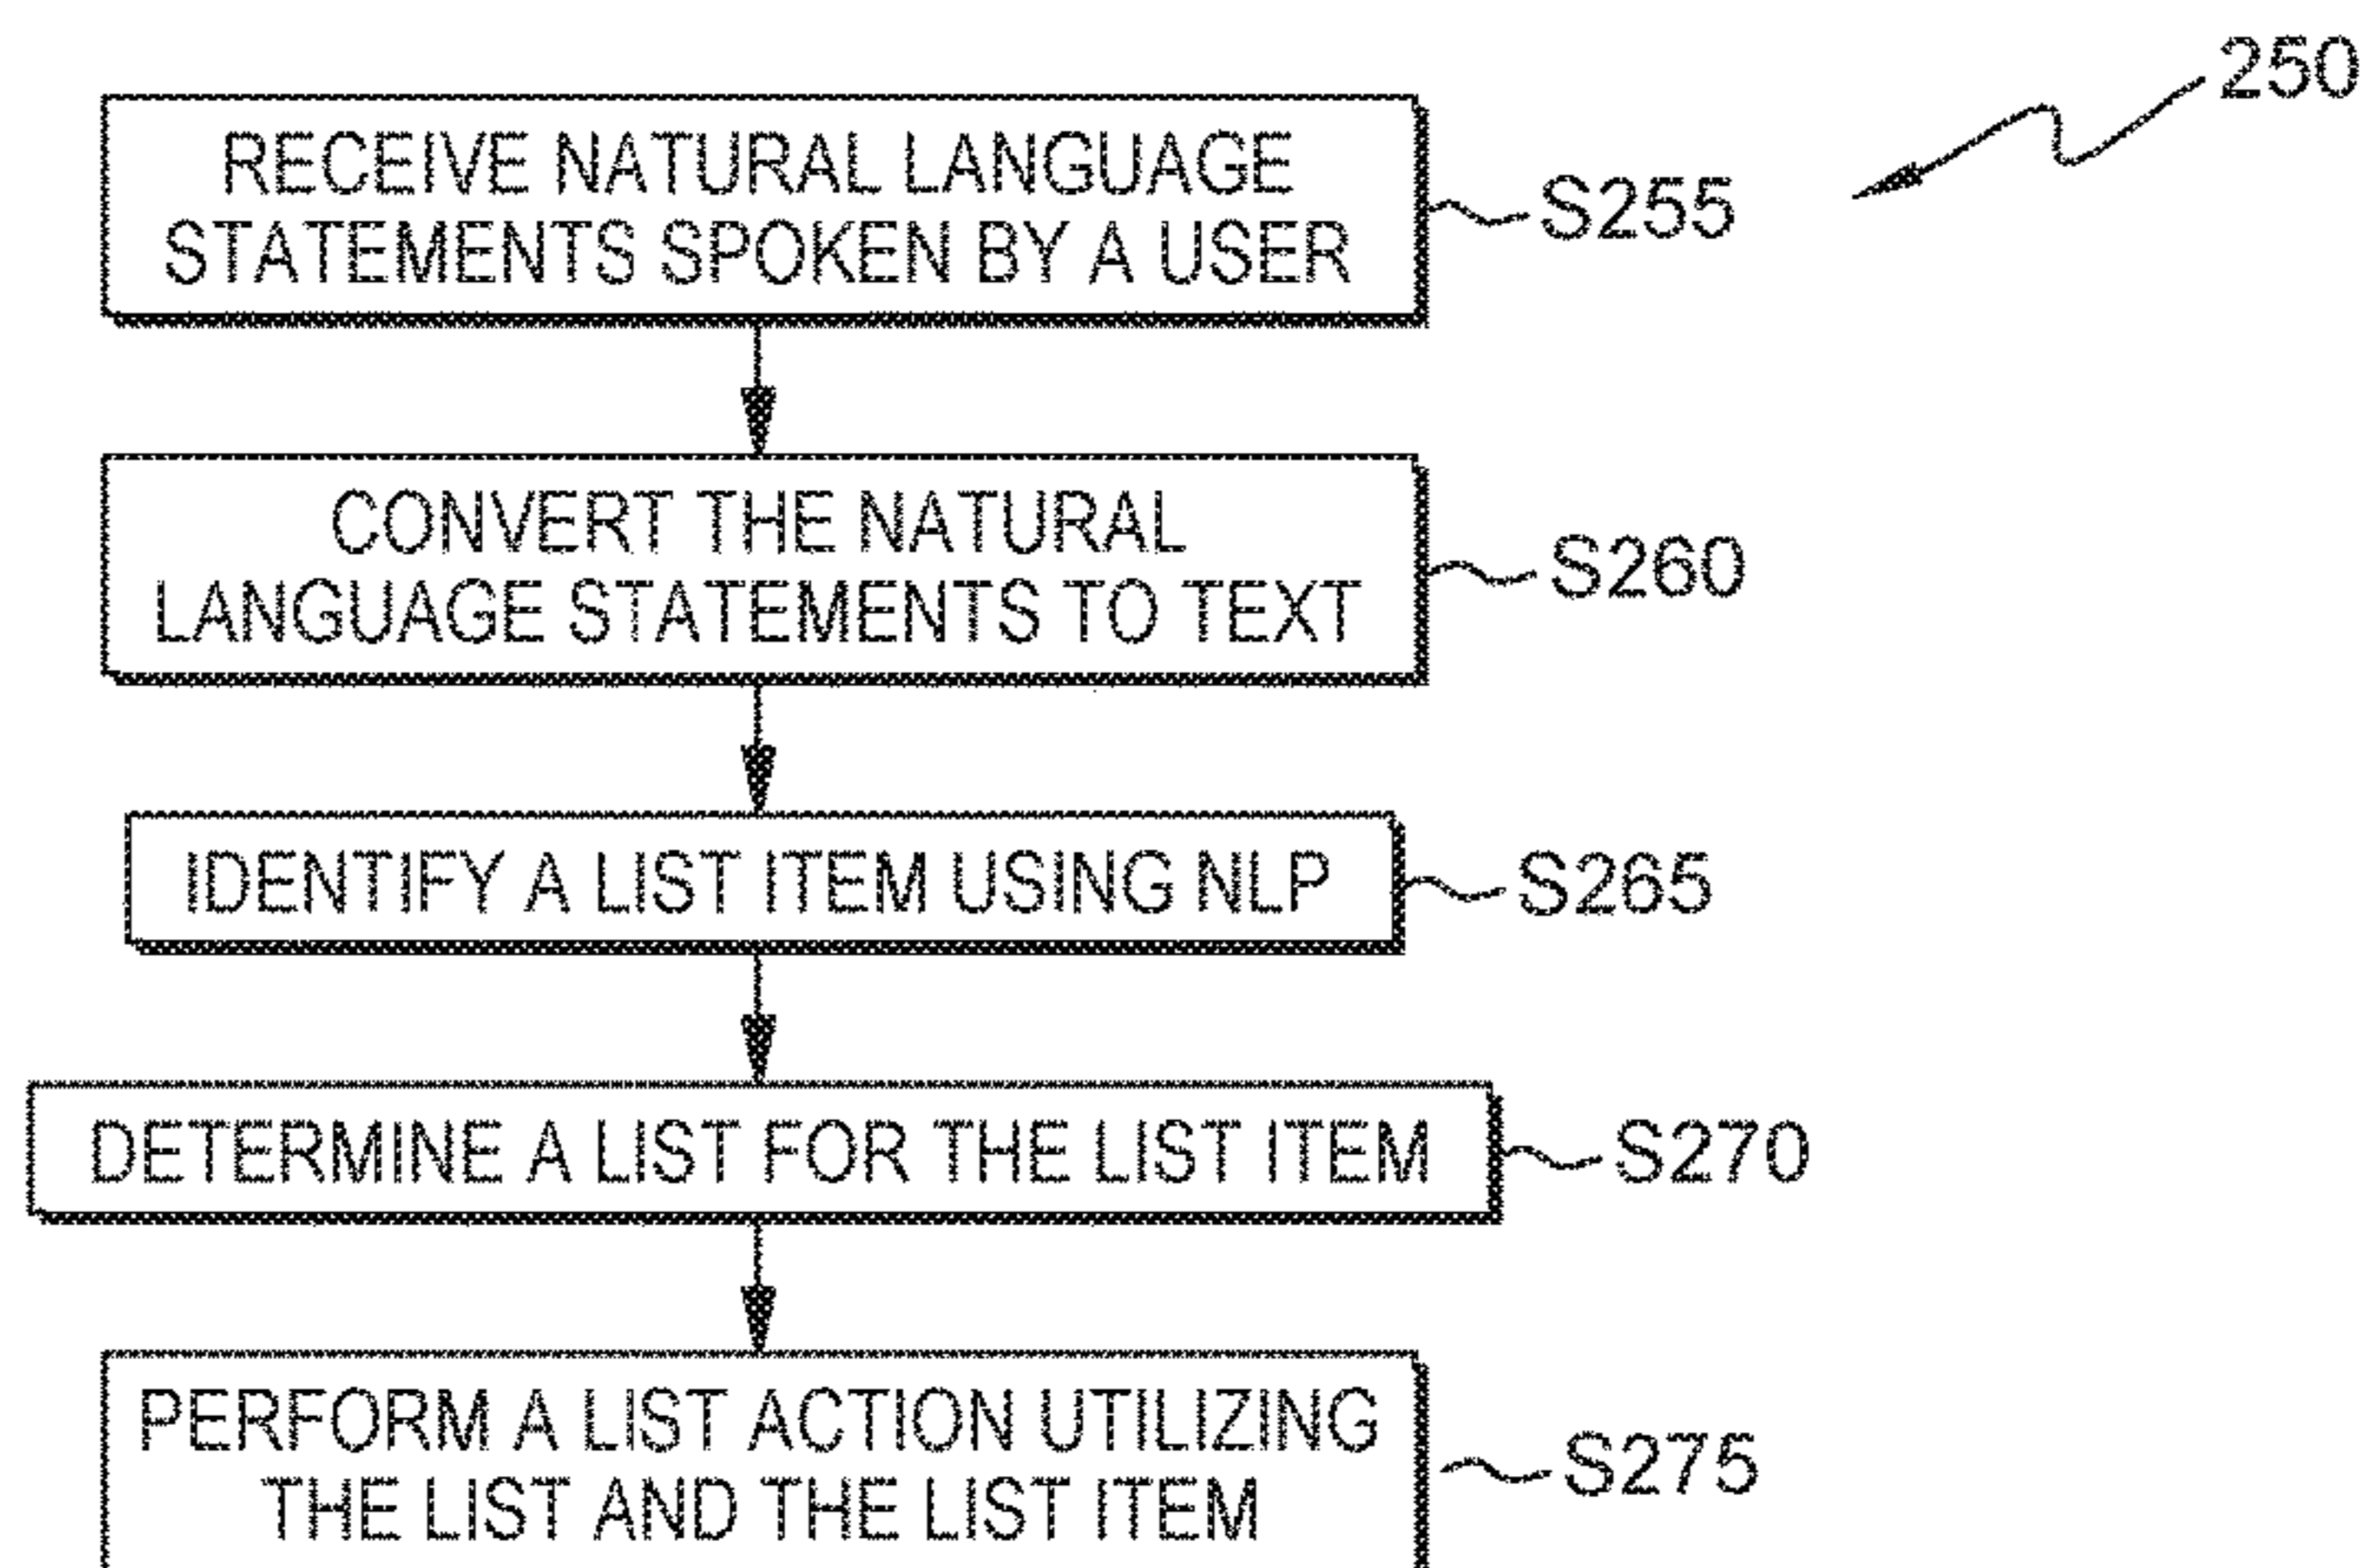 250
RECEIVE NATURAL LANGUAGE
STATEMENTS SPOKEN BY A USER
S255
CONVERT THE NATURAL
LANGUAGE STATEMENTS TO TEXT
S260
IDENTIFY A LIST ITEM USING NLP
S265
DETERMINE A LIST FOR THE LIST ITEM
S270
PERFORM A LIST ACTION UTILIZING
THE LIST AND THE LIST ITEM
S275